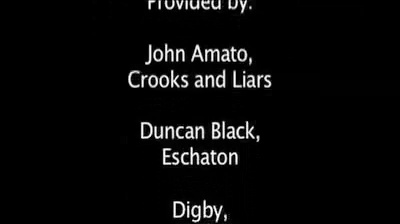 Provided by:
John Amato,
Crooks and Liars
Duncan Black,
Eschaton
Digby,